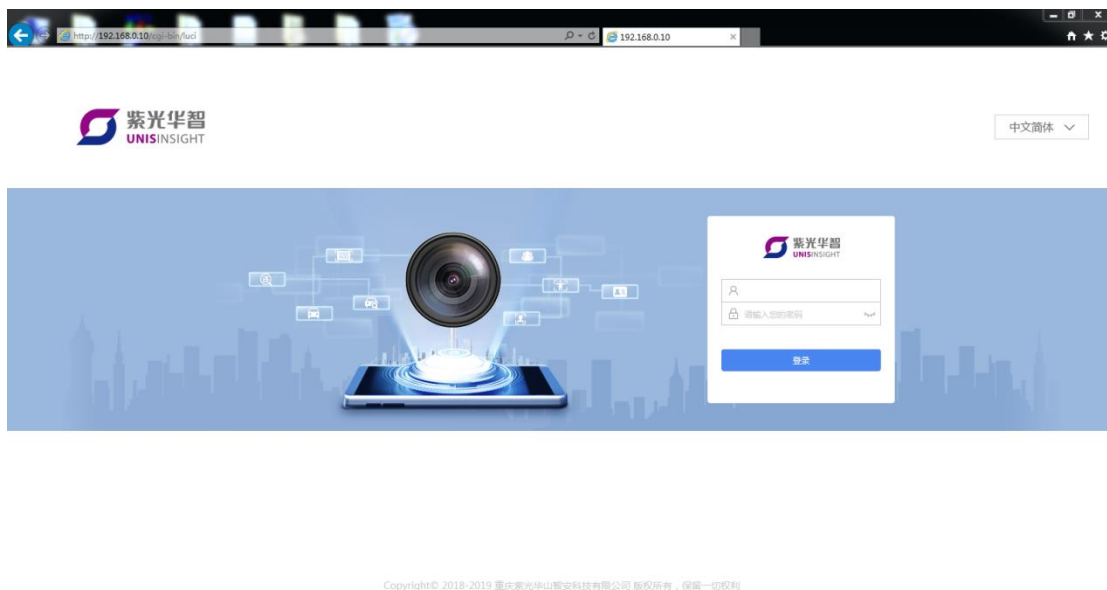 http://192.168.0.10/cgi-bin/luci
192.168.0.10
紫光华智
UNISINSIGHT
中文简体
紫光华智
UNISINSIGHT
请输入您的密码
登录
Copyright© 2018-2019 重庆紫光华山智安科技有限公司 版权所有，保留一切权利